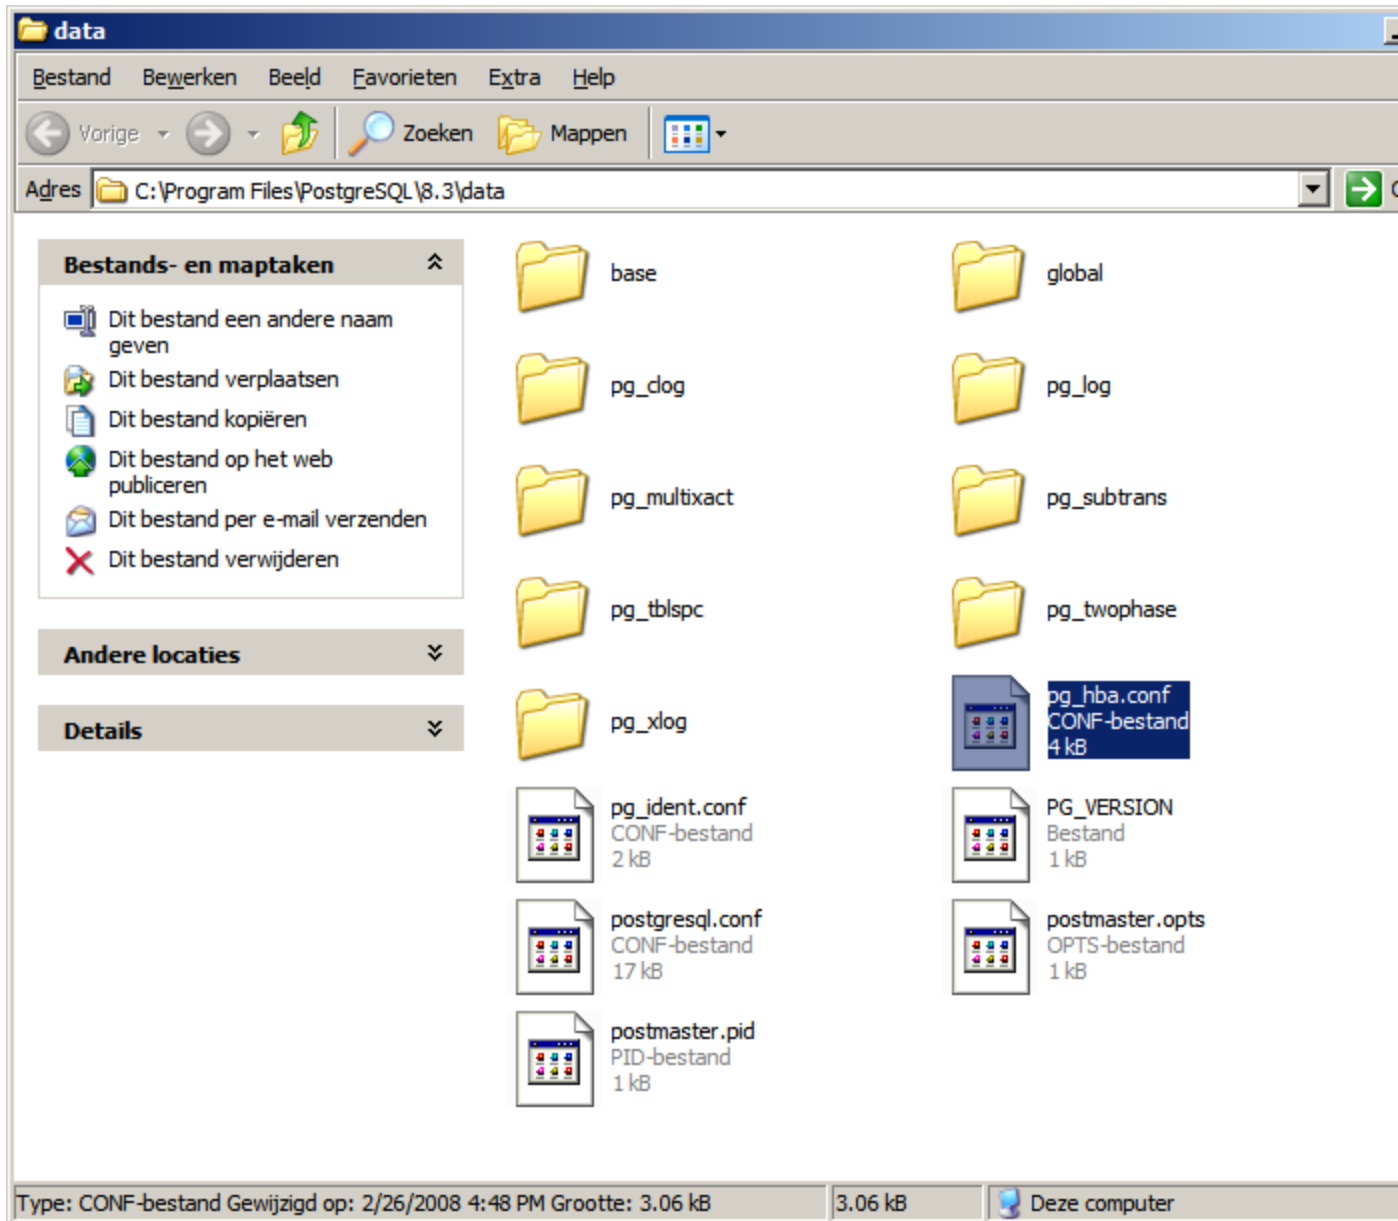 data
Bestand Bewerken Beeld Favorieten Extra Help
Vorige Zoeken Mappen
Adres C:\Program Files\PostgreSQL\8.3\data
Bestands- en maptaken
Dit bestand een andere naam
geven
Dit bestand verplaatsen
Dit bestand kopiëren
Dit bestand op het web
publiceren
Dit bestand per e-mail verzenden
Dit bestand verwijderen
Andere locaties
Details
base
global
pg_clog
pg_log
pg_multixact
pg_subtrans
pg_tblspc
pg_twophase
pg_xlog
pg_hba.conf
CONF-bestand
4 kB
pg_ident.conf
CONF-bestand
2 kB
PG_VERSION
Bestand
1 kB
postgresql.conf
CONF-bestand
17 kB
postmaster.opts
OPTS-bestand
1 kB
postmaster.pid
PID-bestand
1 kB
Type: CONF-bestand Gewijzigd op: 2/26/2008 4:48 PM Grootte: 3.06 kB 3.06 kB Deze computer